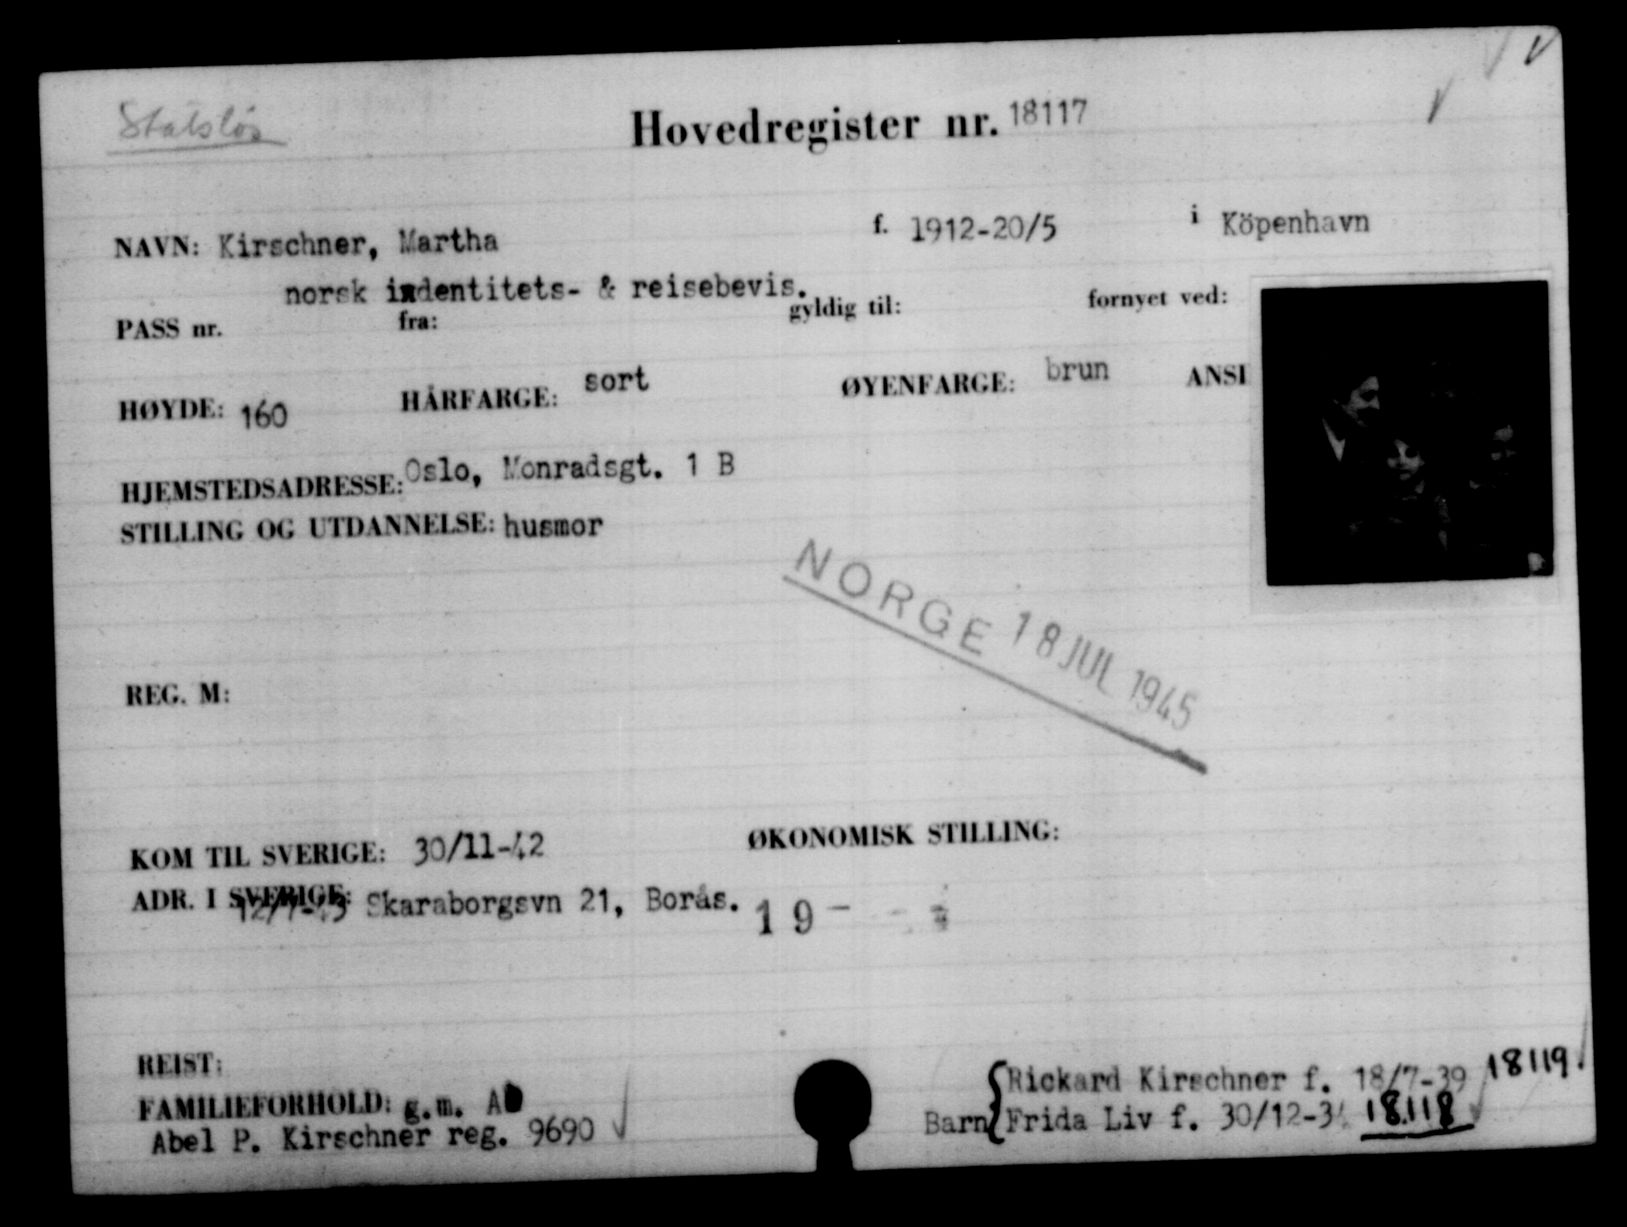 Statsløs
Hovedregister nr. 18117
NAVN: Kirschner, Martha f. 1912-20/5 i Köpenhavn
norsk indentitets- & reisebevis.
PASS nr. fra: gyldig til: fornyet ved:
HØYDE: 160 HÅRFARGE: sort ØYENFARGE: brun ANSI
HJEMSTEDSADRESSE: Oslo, Monradsgt. 1 B
STILLING OG UTDANNELSE: husmor
NORGE 18 JUL 1945
REG. M:
KOM TIL SVERIGE: 30/11-42 ØKONOMISK STILLING:
ADR. I SVERIGE: 12/7-43 Skaraborgsvn 21, Borås. 19-
REIST:
FAMILIEFORHOLD: g.m.
Abel P. Kirschner reg. 9690
Barn Rickard Kirschner f. 18/7-39 18119
Frida Liv f. 30/12-3 18118